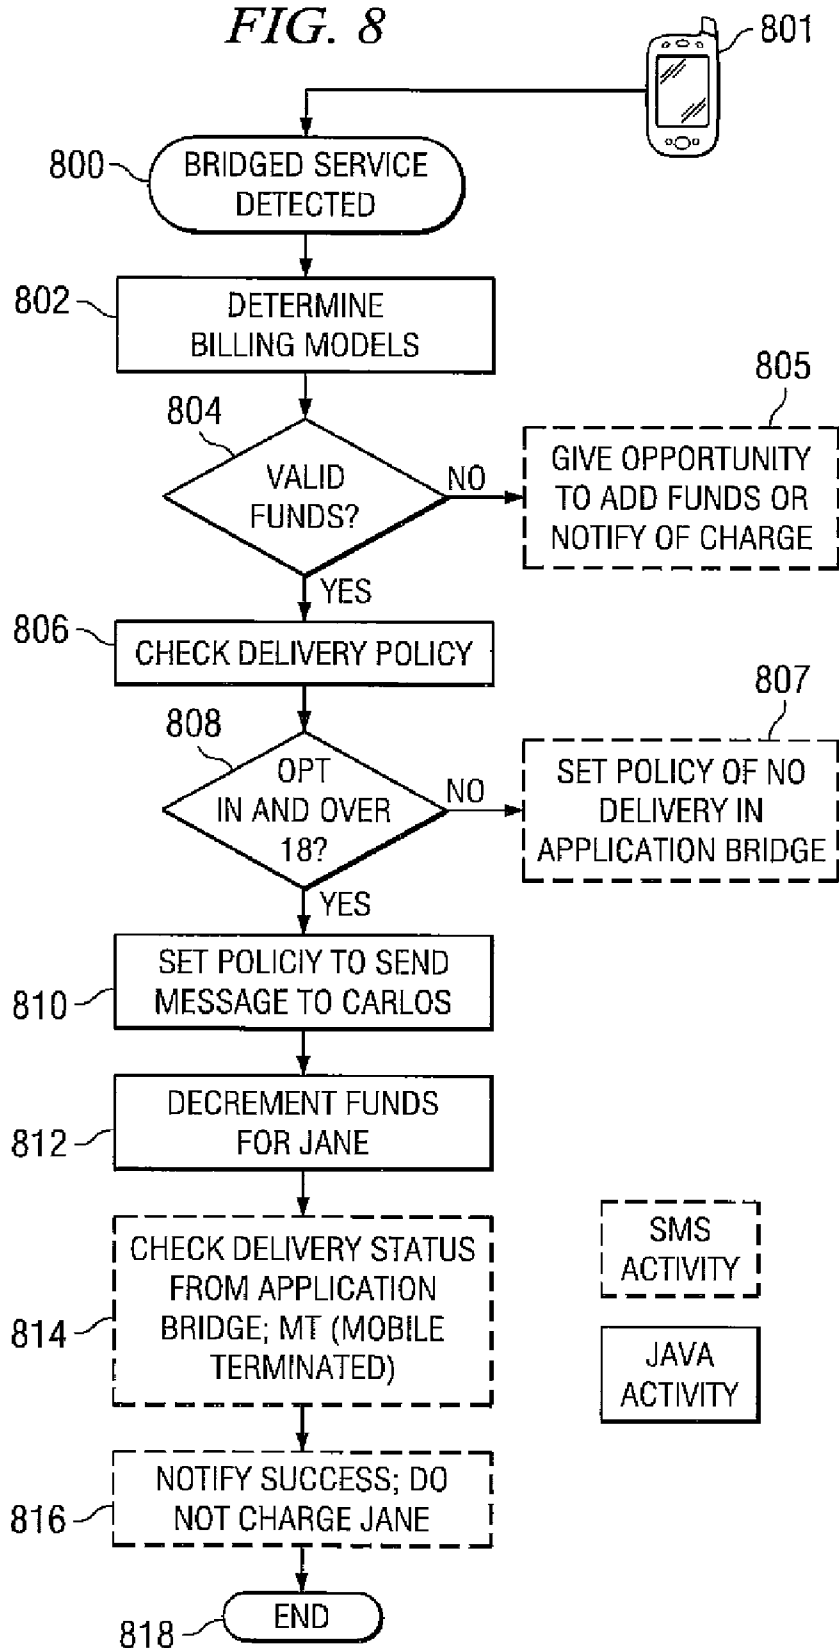 FIG. 8
801
800
BRIDGED SERVICE
DETECTED
802
DETERMINE
BILLING MODELS
804
VALID
FUNDS?
NO
805
GIVE OPPORTUNITY
TO ADD FUNDS OR
NOTIFY OF CHARGE
YES
806
CHECK DELIVERY POLICY
808
OPT
IN AND OVER
18?
NO
807
SET POLICY OF NO
DELIVERY IN
APPLICATION BRIDGE
YES
810
SET POLICIY TO SEND
MESSAGE TO CARLOS
812
DECREMENT FUNDS
FOR JANE
814
CHECK DELIVERY STATUS
FROM APPLICATION
BRIDGE; MT (MOBILE
TERMINATED)
816
NOTIFY SUCCESS; DO
NOT CHARGE JANE
818
END
SMS
ACTIVITY
JAVA
ACTIVITY